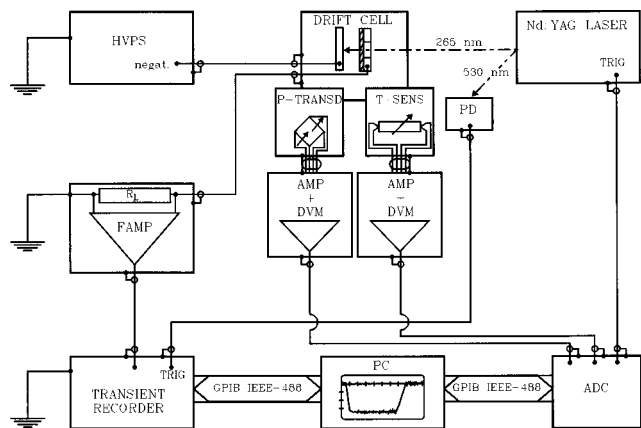 HVPS
negat.
DRIFT CELL
265 nm
530 nm
Nd:YAG LASER
TRIG
P-TRANSD
T-SENS
PD
RL
FAMP
AMP
+
DVM
AMP
–
DVM
TRIG
TRANSIENT
RECORDER
GPIB IEEE-488
PC
GPIB IEEE-488
ADC